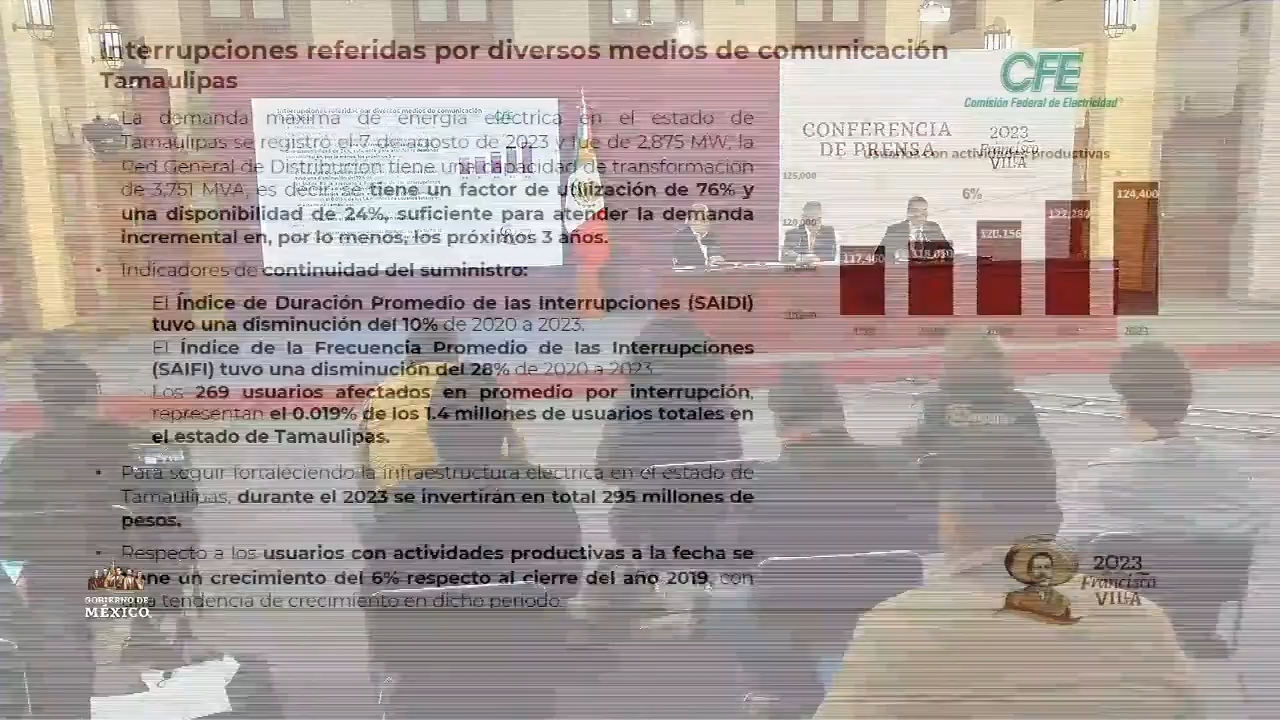 Interrupciones referidas por diversos medios de comunicación
Tamaulipas
La demanda máxima de energía eléctrica en el estado de
Tamaulipas se registró el 7 de agosto de 2023 y fue de 2,875 MW, la
Red General de Distribución tiene una capacidad de transformación
de 3,751 MVA, es decir, se tiene un factor de utilización de 76% y
una disponibilidad de 24%, suficiente para atender la demanda
incremental en, por lo menos, los próximos 3 años.
• Indicadores de continuidad del suministro:
El Índice de Duración Promedio de las Interrupciones (SAIDI)
tuvo una disminución del 10% de 2020 a 2023.
El Índice de la Frecuencia Promedio de las Interrupciones
(SAIFI) tuvo una disminución del 28% de 2020 a 2023.
Los 269 usuarios afectados en promedio por interrupción,
representan el 0.019% de los 1.4 millones de usuarios totales en
el estado de Tamaulipas.
• Para seguir fortaleciendo la infraestructura eléctrica en el estado de
Tamaulipas, durante el 2023 se invertirán en total 295 millones de
pesos.
• Respecto a los usuarios con actividades productivas a la fecha se
tiene un crecimiento del 6% respecto al cierre del año 2019, con
tendencia de crecimiento en dicho periodo.
CFE
Comisión Federal de Electricidad
CONFERENCIA
DE PRENSA
2023
Francisco
VILLA
Usuarios con actividades productivas
125,000
6%
120,000
117,460
120,156
122,280
124,400
2023
GOBIERNO DE
MÉXICO
2023
Francisco
VILLA